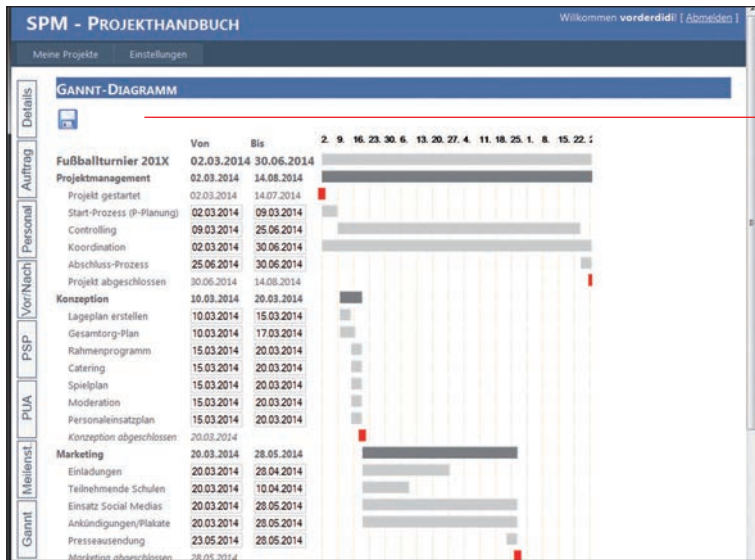 SPM - PROJEKTHANDBUCH
Willkommen vorderdidi! [ Abmelden ]
Meine Projekte Einstellungen
Details
Auftrag
Personal
Vor/Nach
PSP
PUA
Meilenst.
Gannt
GANNT-DIAGRAMM
Von Bis 2. 9. 16. 23. 30. 6. 13. 20. 27. 4. 11. 18. 25. 1. 8. 15. 22.
Fußballturnier 201X 02.03.2014 30.06.2014
Projektmanagement 02.03.2014 14.08.2014
Projekt gestartet 02.03.2014 14.07.2014
Start-Prozess (P-Planung) 02.03.2014 09.03.2014
Controlling 09.03.2014 25.06.2014
Koordination 02.03.2014 30.06.2014
Abschluss-Prozess 25.06.2014 30.06.2014
Projekt abgeschlossen 30.06.2014 14.08.2014
Konzeption 10.03.2014 20.03.2014
Lageplan erstellen 10.03.2014 15.03.2014
Gesamtorg-Plan 10.03.2014 17.03.2014
Rahmenprogramm 15.03.2014 20.03.2014
Catering 15.03.2014 20.03.2014
Spielplan 15.03.2014 20.03.2014
Moderation 15.03.2014 20.03.2014
Personaleinsatzplan 15.03.2014 20.03.2014
Konzeption abgeschlossen 20.03.2014
Marketing 20.03.2014 28.05.2014
Einladungen 20.03.2014 28.04.2014
Teilnehmende Schulen 20.03.2014 10.04.2014
Einsatz Social Medias 20.03.2014 28.05.2014
Ankündigungen/Plakate 20.03.2014 28.05.2014
Presseausendung 23.05.2014 28.05.2014
Marketing abgeschlossen 28.05.2014